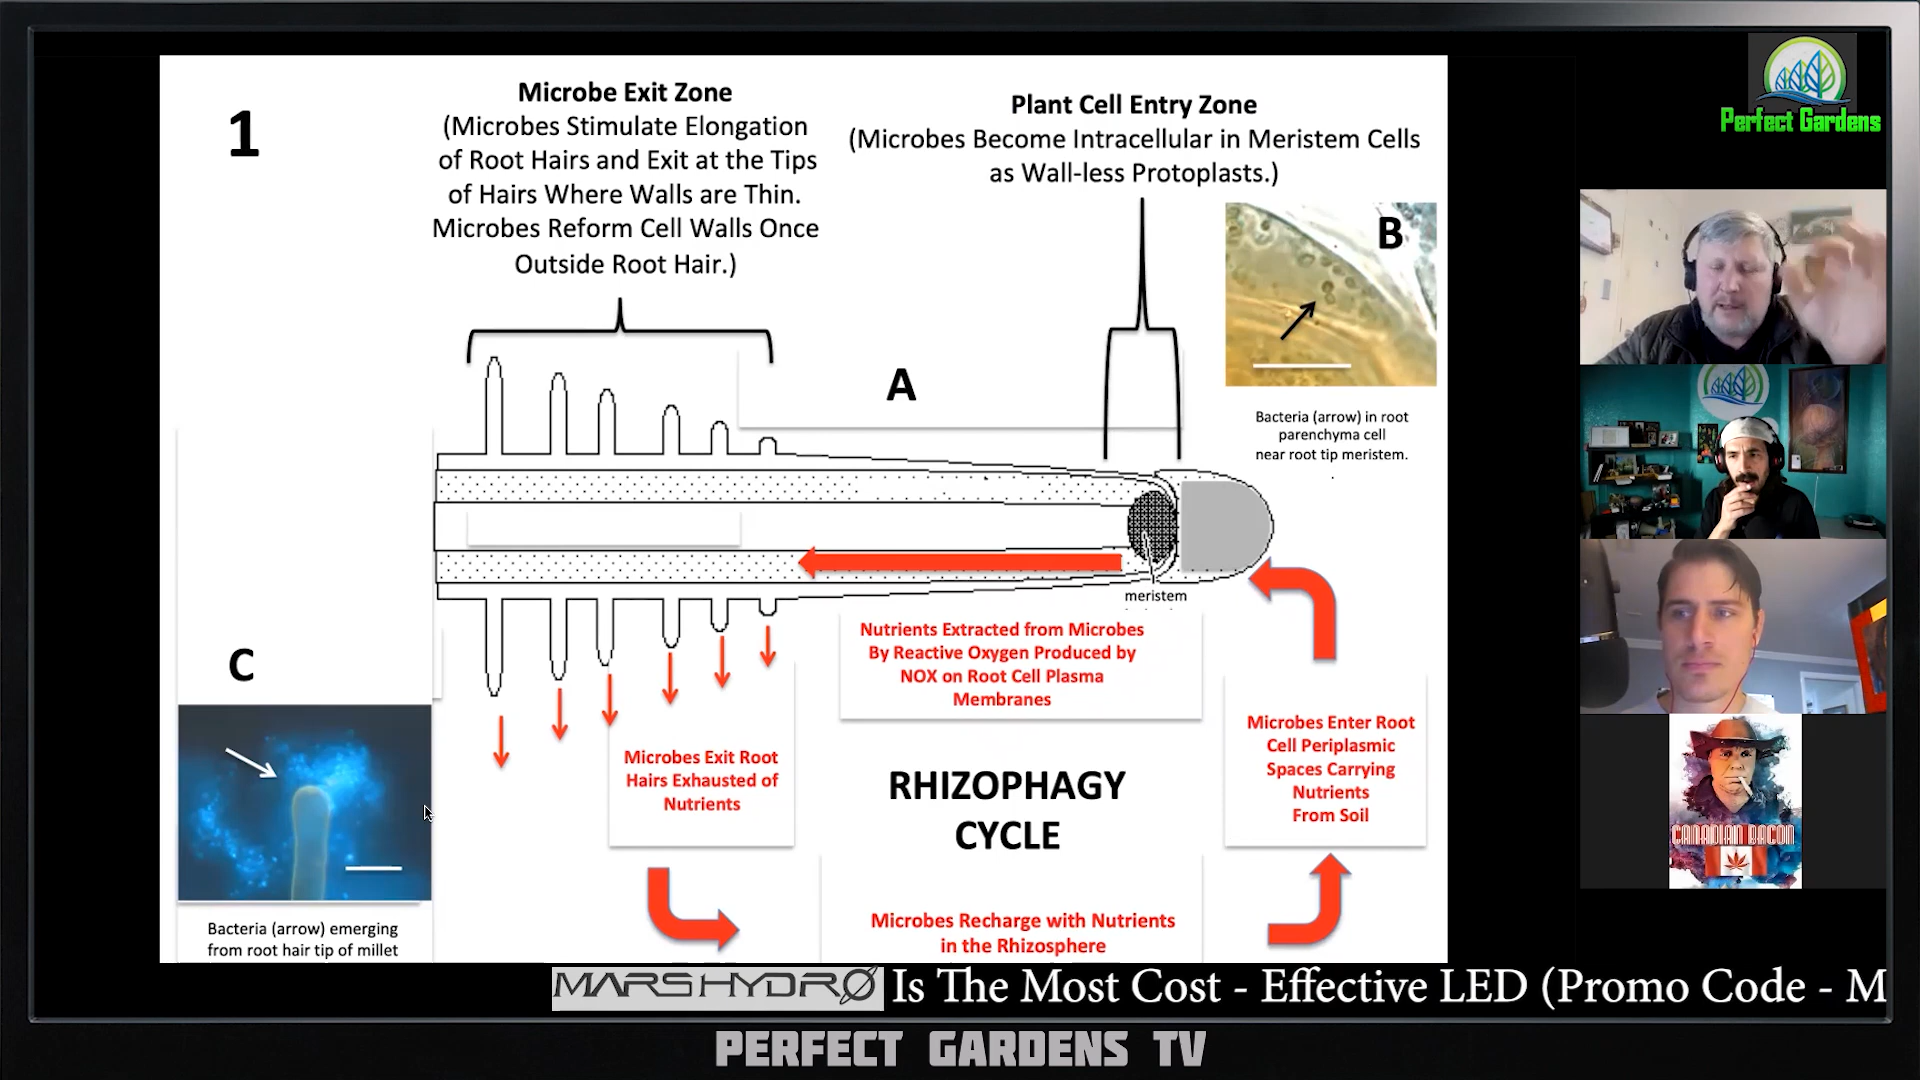 1
Microbe Exit Zone
(Microbes Stimulate Elongation
of Root Hairs and Exit at the Tips
of Hairs Where Walls are Thin.
Microbes Reform Cell Walls Once
Outside Root Hair.)
Plant Cell Entry Zone
(Microbes Become Intracellular in Meristem Cells
as Wall-less Protoplasts.)
B
A
Bacteria (arrow) in root
parenchyma cell
near root tip meristem.
meristem
C
Nutrients Extracted from Microbes
By Reactive Oxygen Produced by
NOX on Root Cell Plasma
Membranes
Microbes Exit Root
Hairs Exhausted of
Nutrients
RHIZOPHAGY
CYCLE
Microbes Enter Root
Cell Periplasmic
Spaces Carrying
Nutrients
From Soil
Bacteria (arrow) emerging
from root hair tip of millet
Microbes Recharge with Nutrients
in the Rhizosphere
Perfect Gardens
CANADIAN BACON
MARS HYDRO Is The Most Cost - Effective LED (Promo Code - M
PERFECT GARDENS TV